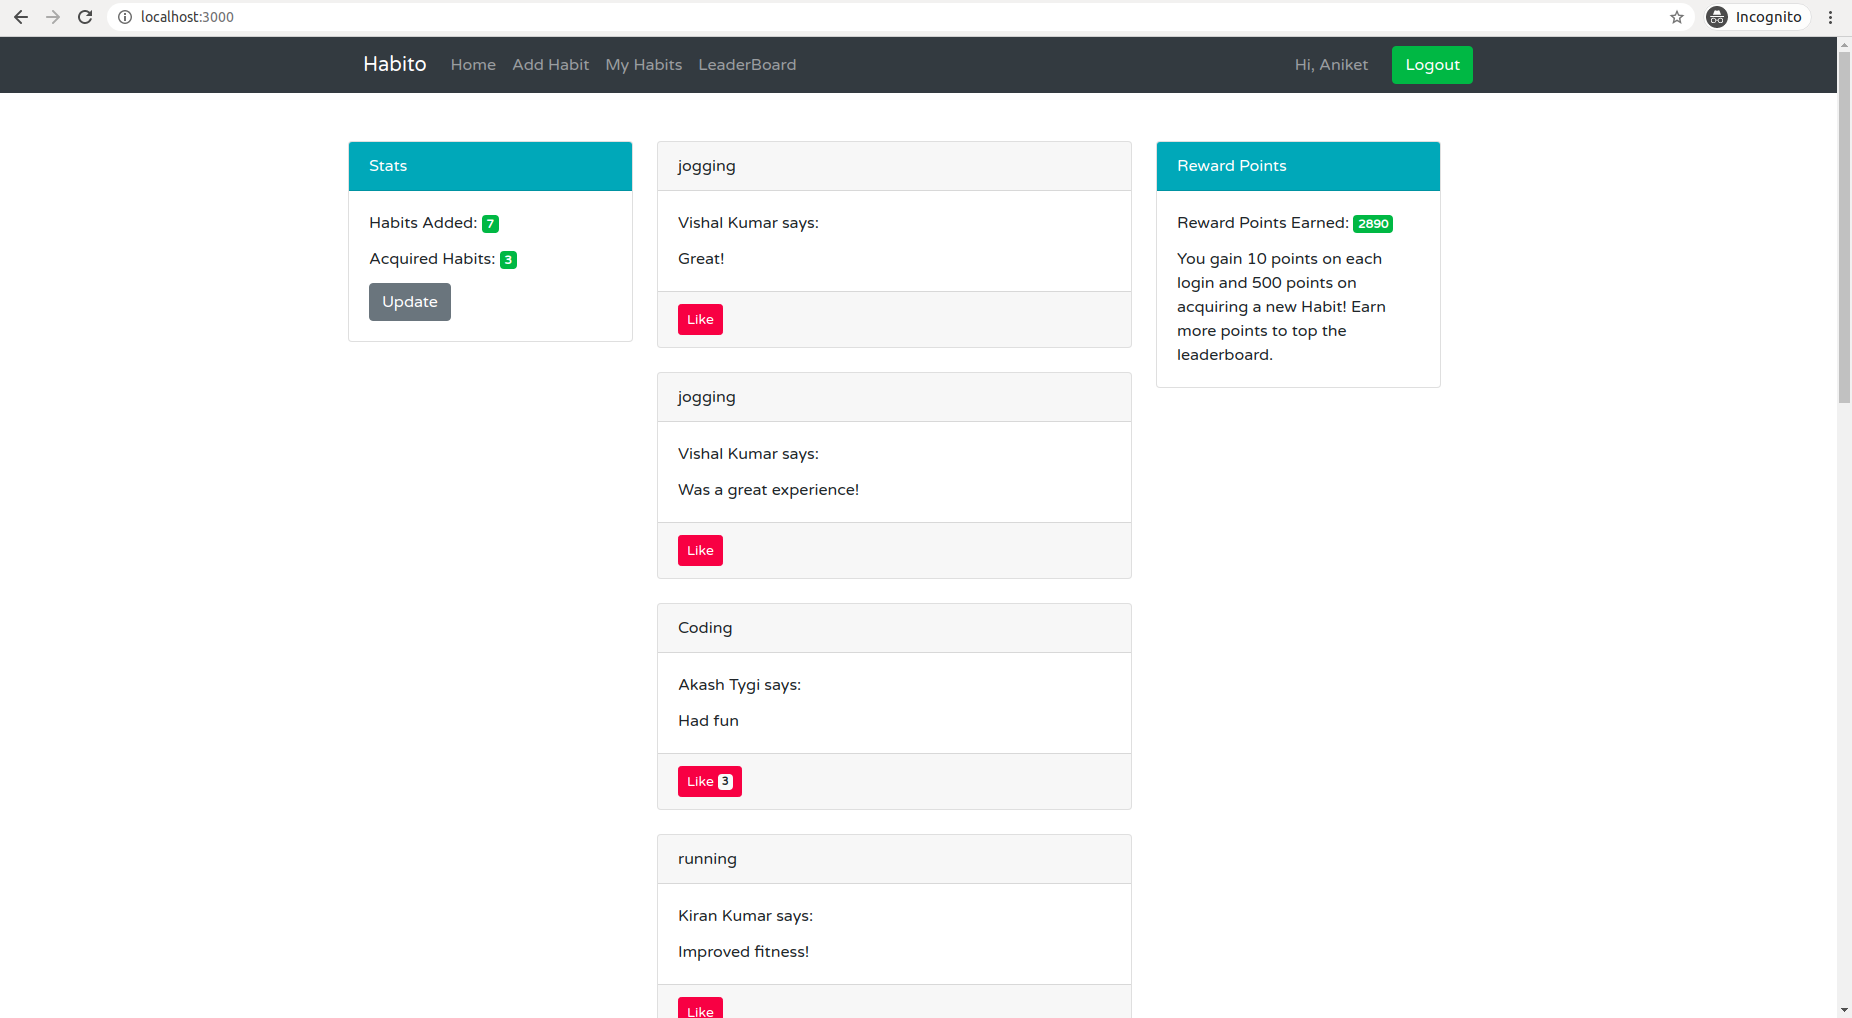 localhost:3000
Incognito
Habito Home Add Habit My Habits LeaderBoard Hi, Aniket Logout
Stats
Habits Added: 7
Acquired Habits: 3
Update
jogging
Vishal Kumar says:
Great!
Like
jogging
Vishal Kumar says:
Was a great experience!
Like
Coding
Akash Tygi says:
Had fun
Like 3
running
Kiran Kumar says:
Improved fitness!
Like
Reward Points
Reward Points Earned: 2890
You gain 10 points on each
login and 500 points on
acquiring a new Habit! Earn
more points to top the
leaderboard.